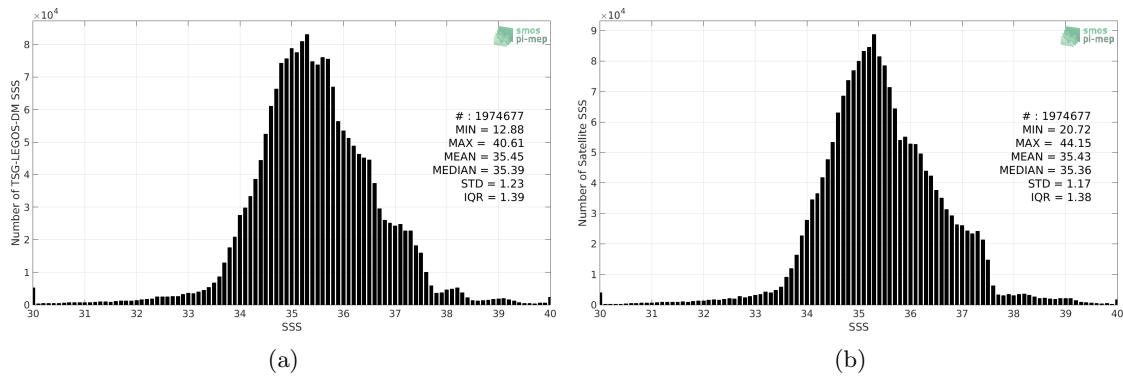 ×10⁴
smos
pi-mep
8
7
6
5
4
3
2
1
0
Number of TSG-LEGOS-DM SSS
# : 1974677
MIN = 12.88
MAX = 40.61
MEAN = 35.45
MEDIAN = 35.39
STD = 1.23
IQR = 1.39
30 31 32 33 34 35 36 37 38 39 40
SSS
(a)
×10⁴
smos
pi-mep
9
8
7
6
5
4
3
2
1
0
Number of Satellite SSS
# : 1974677
MIN = 20.72
MAX = 44.15
MEAN = 35.43
MEDIAN = 35.36
STD = 1.17
IQR = 1.38
30 31 32 33 34 35 36 37 38 39 40
SSS
(b)